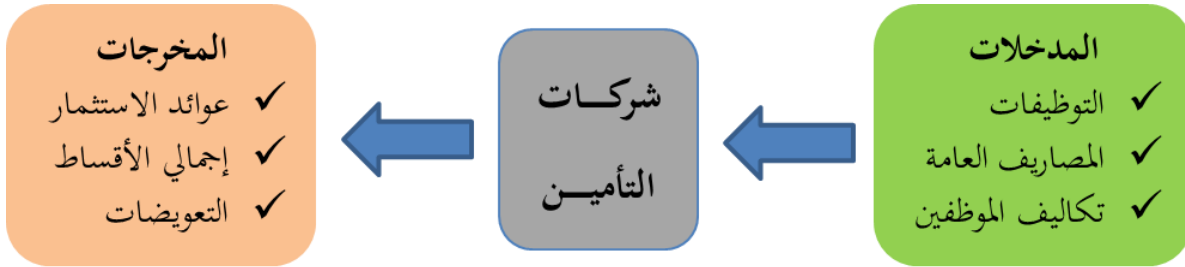 المدخلات
✓ التوظيفات
✓ المصاريف العامة
✓ تكاليف الموظفين
شركـــات
التأميـــن
المخرجات
✓ عوائد الاستثمار
✓ إجمالي الأقساط
✓ التعويضات